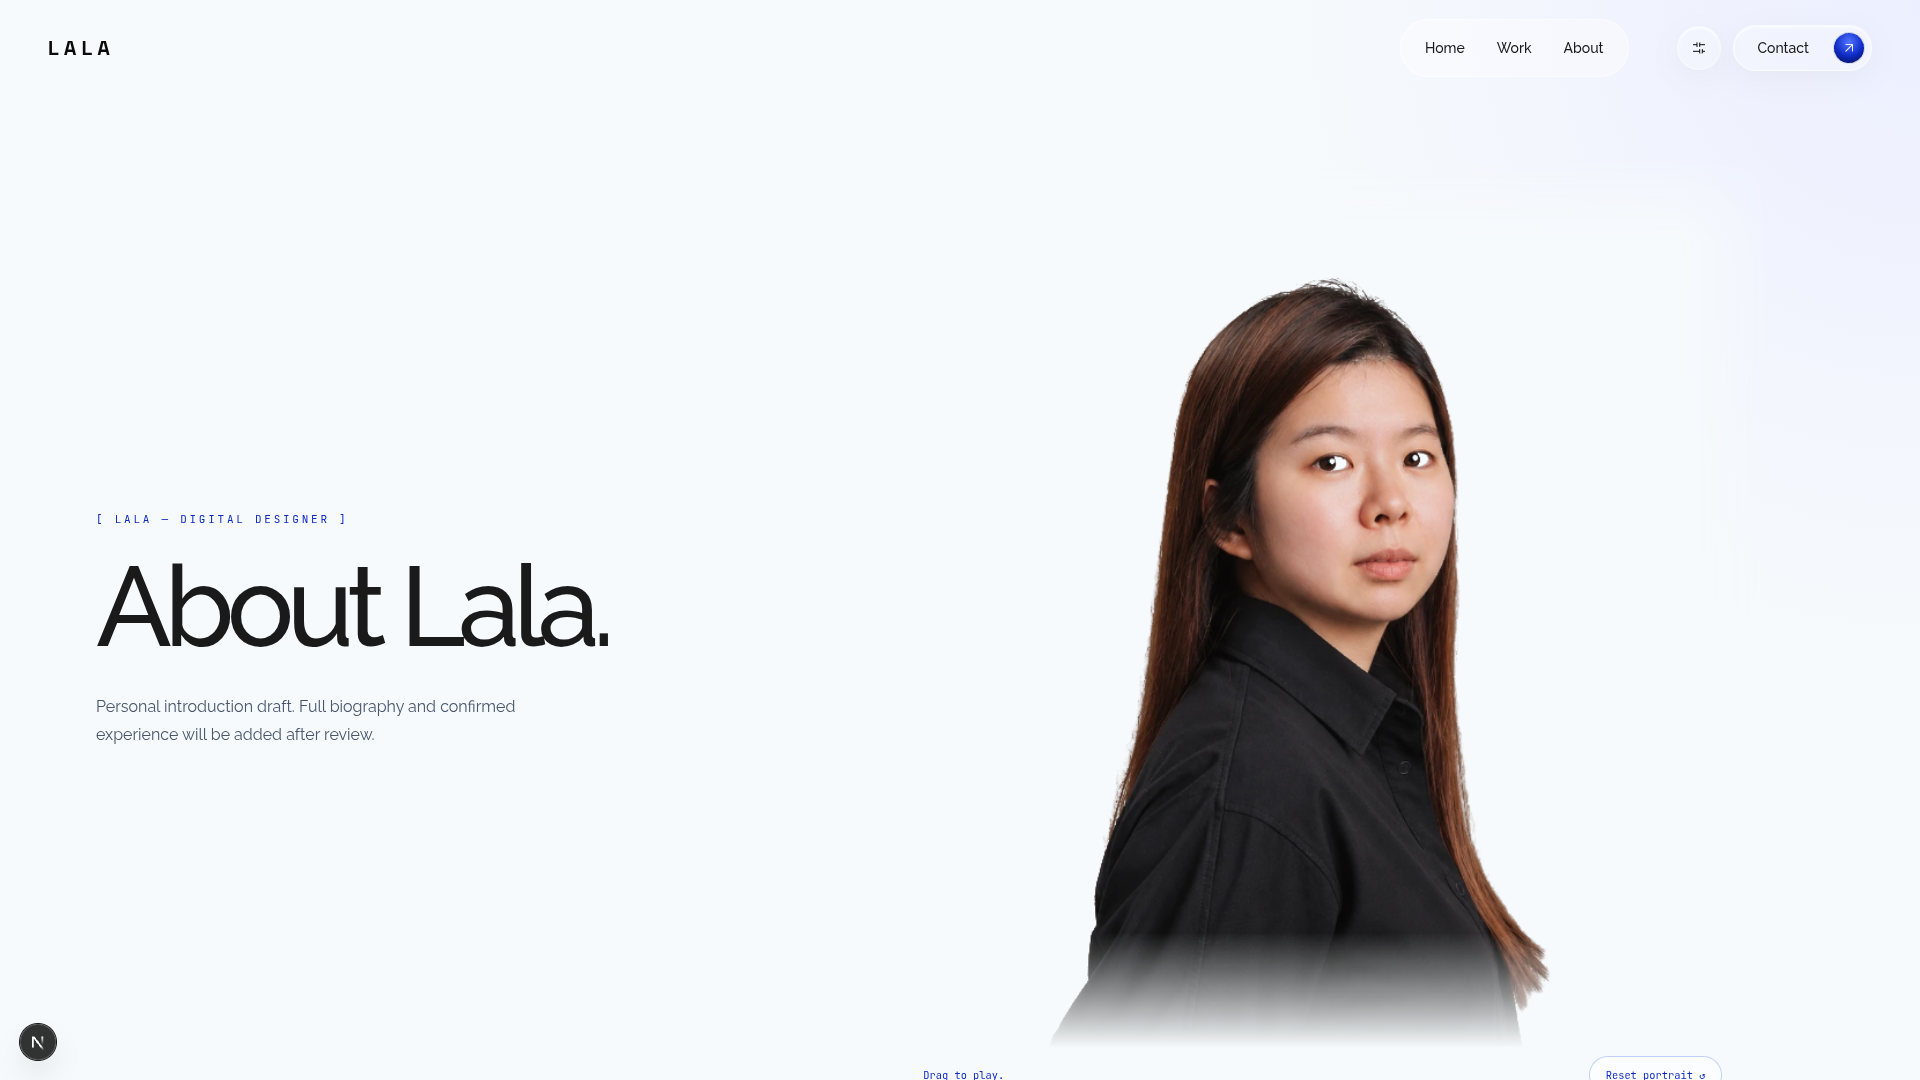 LALA
Home Work About Contact
[ LALA — DIGITAL DESIGNER ]
About Lala.
Personal introduction draft. Full biography and confirmed
experience will be added after review.
N
Drag to play.
Reset portrait ↺